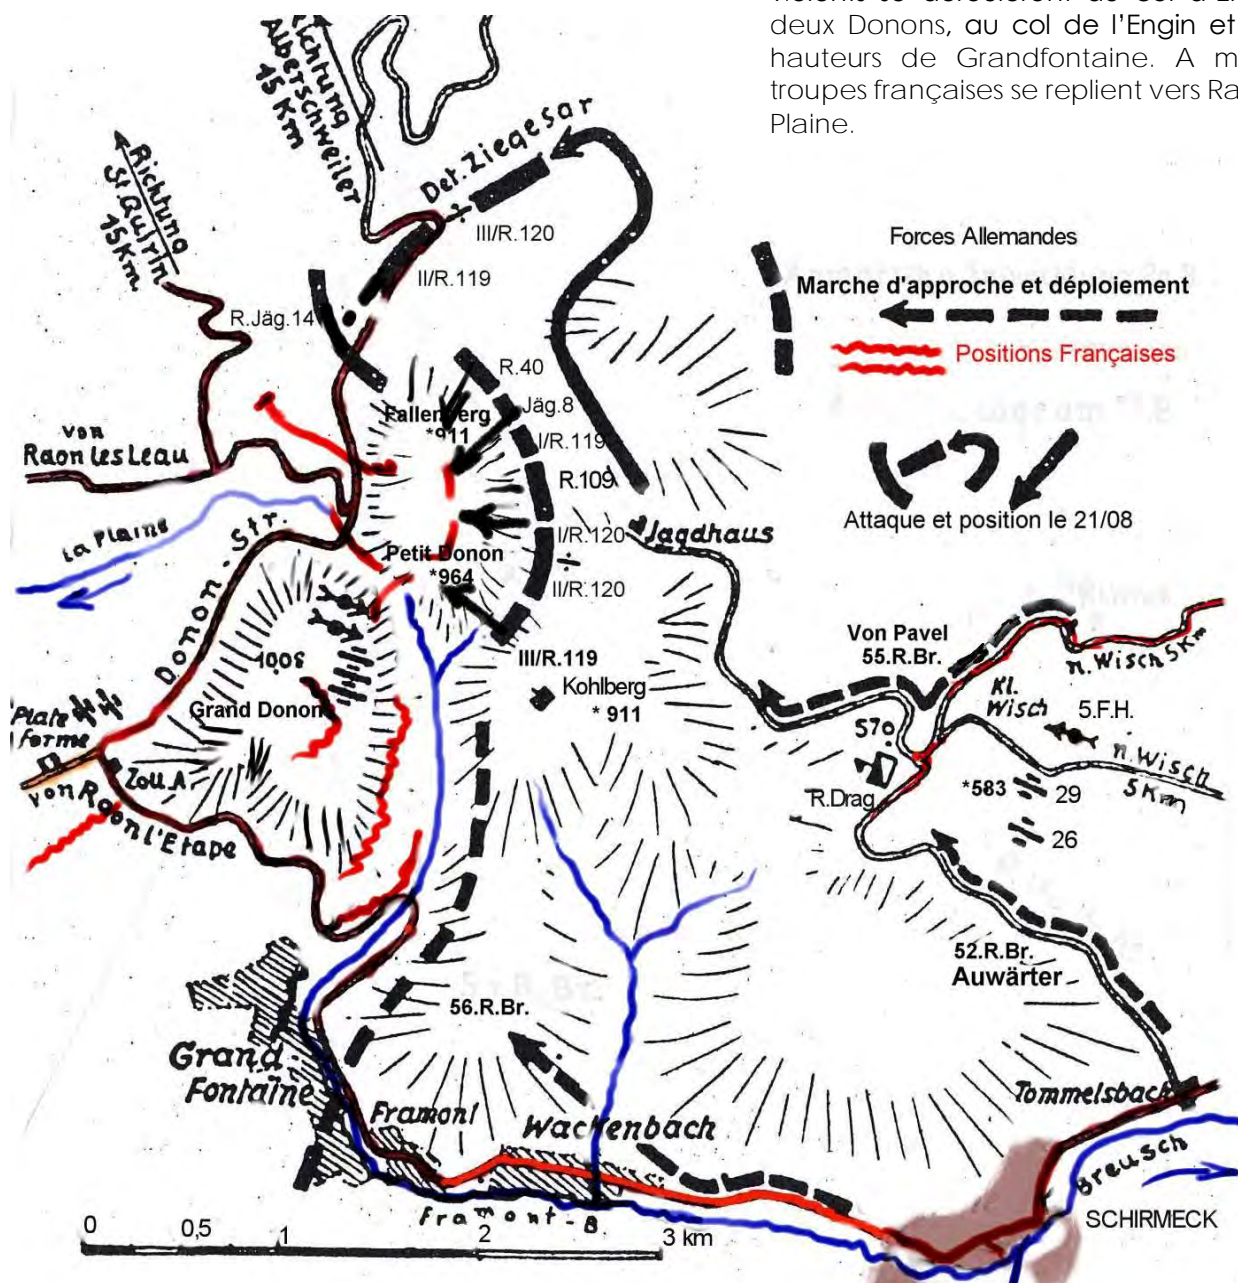 deux Donons, au col de l'Engin et
hauteurs de Grandfontaine. A m
troupes françaises se replient vers Ra
Plaine.
Richtung
Alberschweiler
15 Km
Richtung
St.Quirin
15Km.
Det. Ziegesar
III/R.120
II/R.119
R.Jäg.14
Forces Allemandes
Marche d'approche et déploiement
Positions Françaises
Attaque et position le 21/08
R.40
Jäg.8
Fallenberg
*911
I/R.119
R.109
I/R.120
II/R.120
III/R.119
von
Raon les Leau
La Plaine
Donon-Str.
Petit Donon
*964
Jagdhaus
Kohlberg
* 911
Von Pavel
55.R.Br.
Kl.
Wisch
n. Wisch 5Km
5.F.H.
n. Wisch
5 Km
570
R.Drag.
*583
29
26
1008
Grand Donon
Plate
forme
Zou.A
von Raon l'Etape
52.R.Br.
Auwärter
56.R.Br.
Grand
Fontaine
Framont
Wackenbach
Tommelsbach
Breusch
SCHIRMECK
Framont-B
0
0,5
1
2
3 km